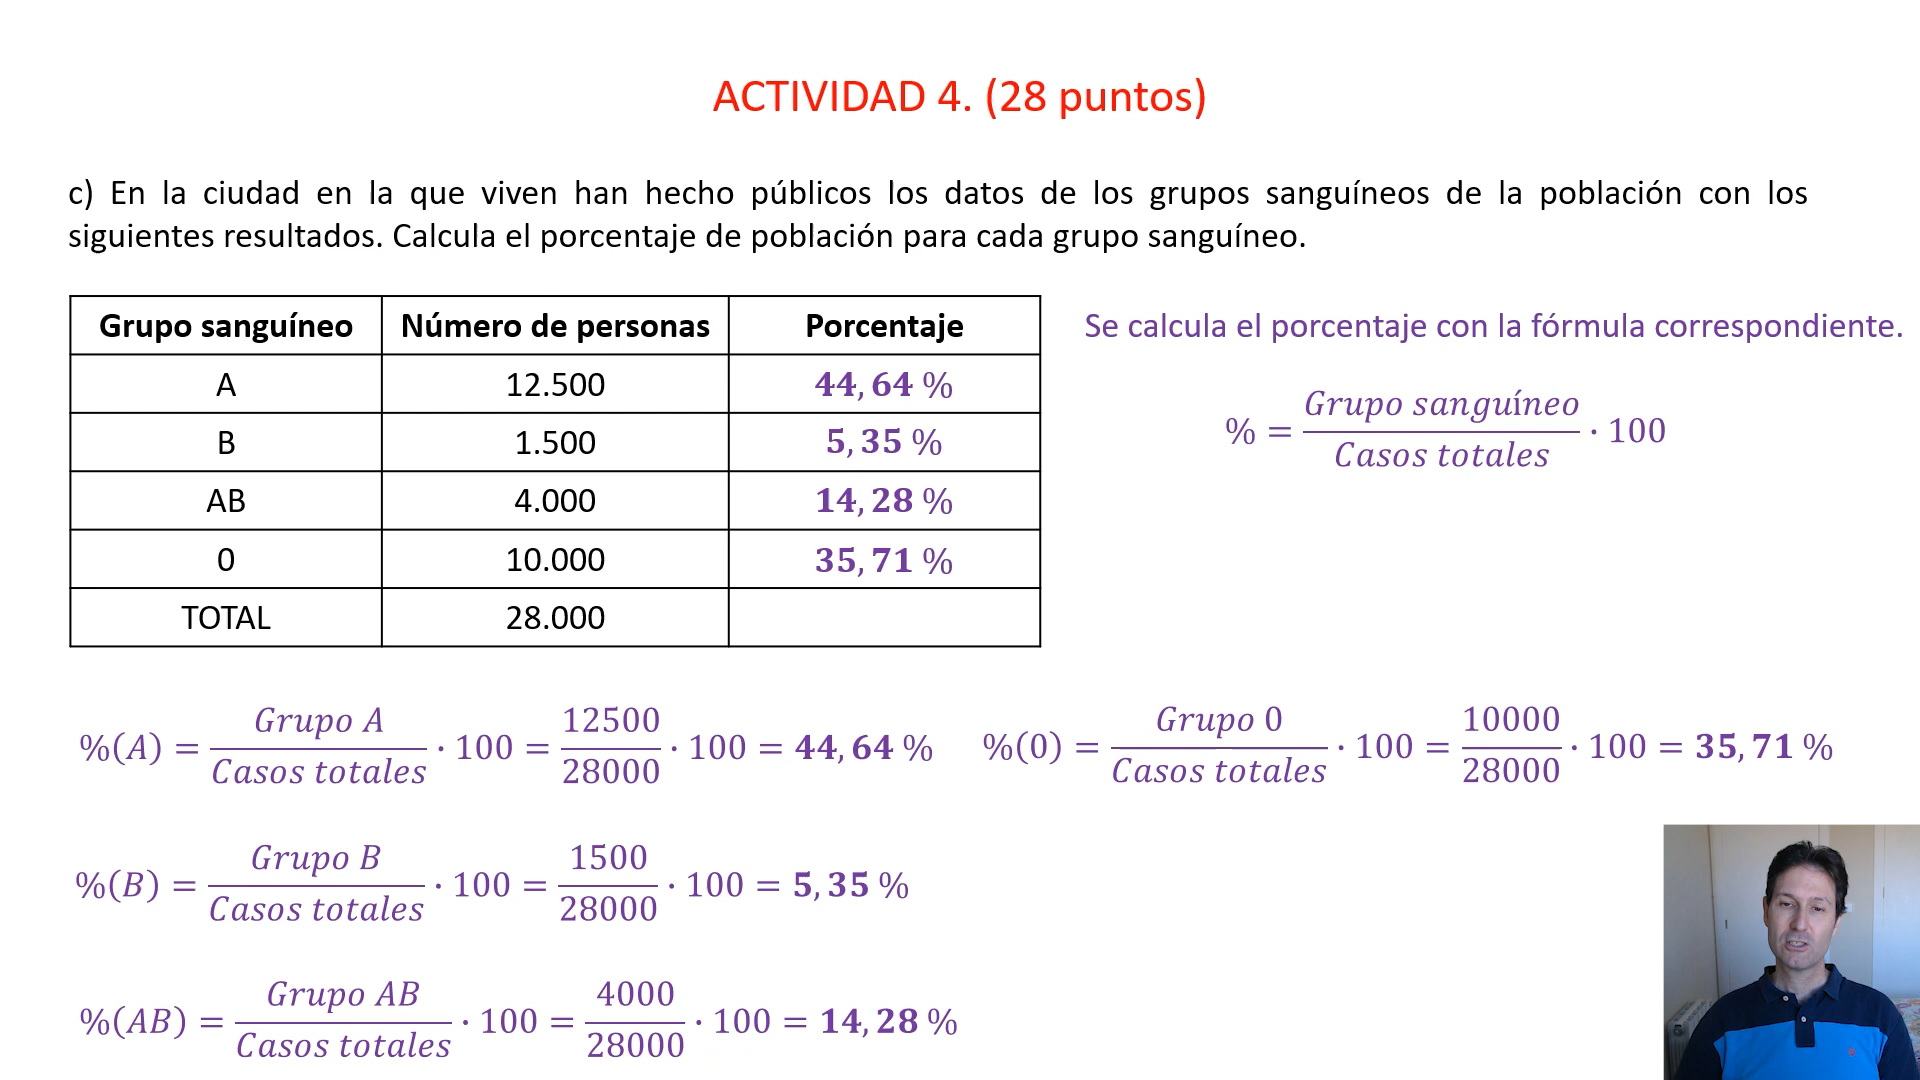 ACTIVIDAD 4. (28 puntos)
c) En la ciudad en la que viven han hecho públicos los datos de los grupos sanguíneos de la población con los
siguientes resultados. Calcula el porcentaje de población para cada grupo sanguíneo.
Grupo sanguíneo Número de personas Porcentaje
A 12.500 44,64 %
B 1.500 5,35 %
AB 4.000 14,28 %
0 10.000 35,71 %
TOTAL 28.000
Se calcula el porcentaje con la fórmula correspondiente.
% = Grupo sanguíneo / Casos totales · 100
%(A) = Grupo A / Casos totales · 100 = 12500 / 28000 · 100 = 44,64 %
%(B) = Grupo B / Casos totales · 100 = 1500 / 28000 · 100 = 5,35 %
%(AB) = Grupo AB / Casos totales · 100 = 4000 / 28000 · 100 = 14,28 %
%(0) = Grupo 0 / Casos totales · 100 = 10000 / 28000 · 100 = 35,71 %